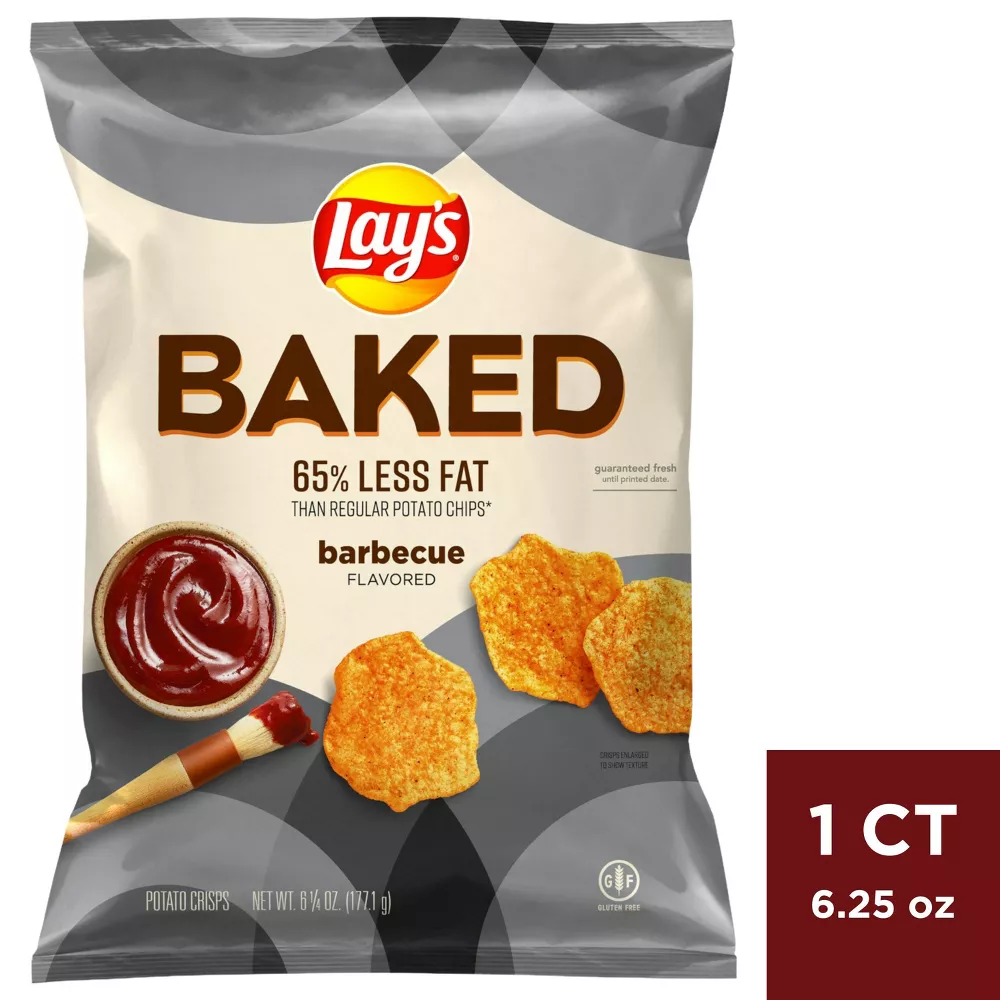 Lay's®
BAKED
65% LESS FAT
THAN REGULAR POTATO CHIPS*
guaranteed fresh
until printed date.
barbecue
FLAVORED
CRISPS ENLARGED
TO SHOW TEXTURE
GF
GLUTEN FREE
POTATO CRISPS NET WT. 6 ¼ OZ. (177.1 g)
1 CT
6.25 oz